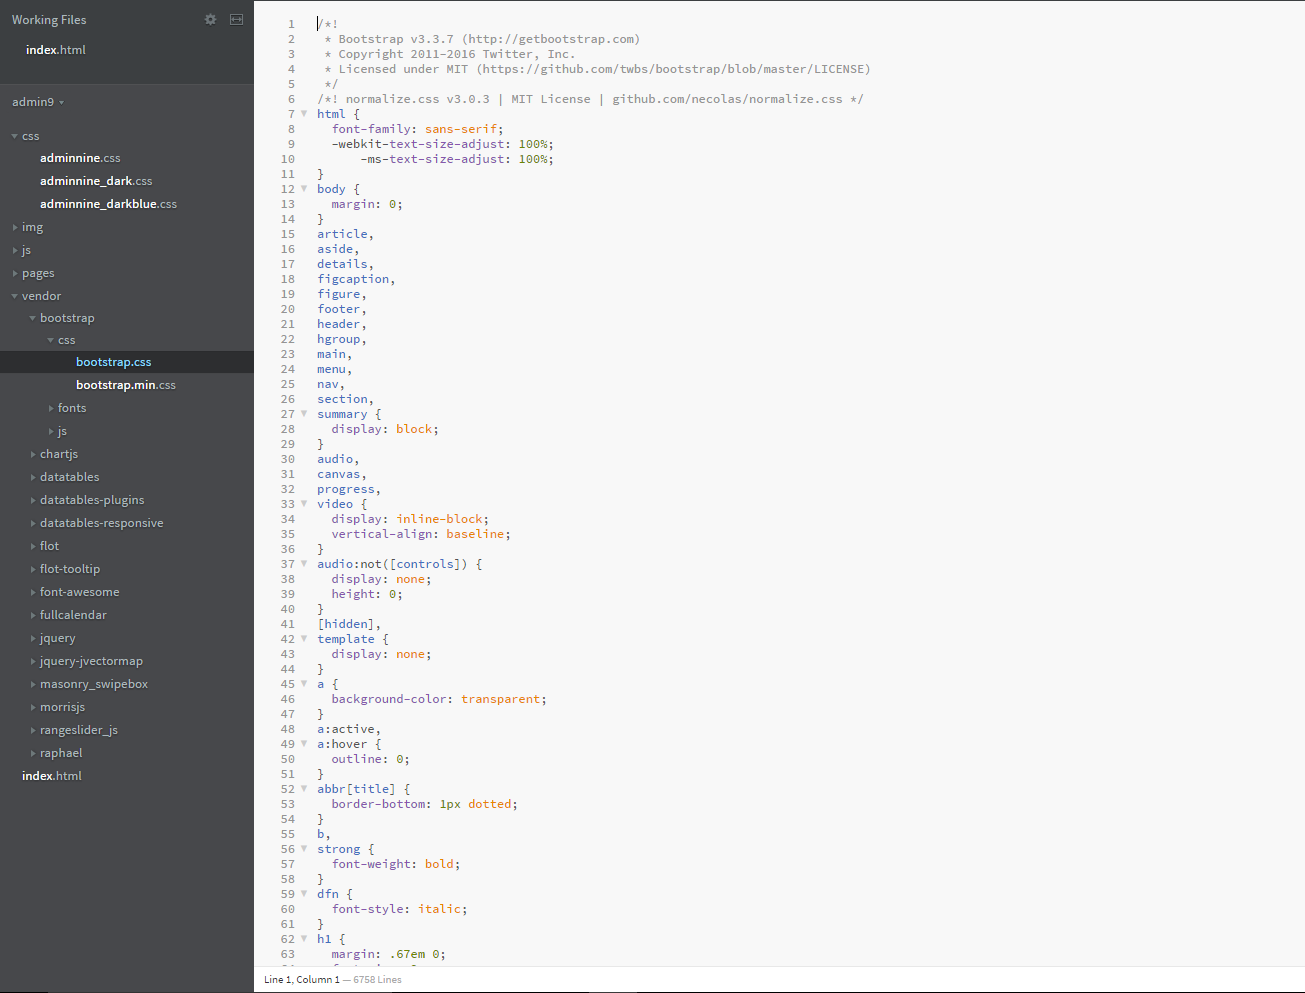 Working Files
index.html
admin9
css
adminnine.css
adminnine_dark.css
adminnine_darkblue.css
img
js
pages
vendor
bootstrap
css
bootstrap.css
bootstrap.min.css
fonts
js
chartjs
datatables
datatables-plugins
datatables-responsive
flot
flot-tooltip
font-awesome
fullcalendar
jquery
jquery-jvectormap
masonry_swipebox
morrisjs
rangeslider_js
raphael
index.html
1 /*!
2  * Bootstrap v3.3.7 (http://getbootstrap.com)
3  * Copyright 2011-2016 Twitter, Inc.
4  * Licensed under MIT (https://github.com/twbs/bootstrap/blob/master/LICENSE)
5  */
6 /*! normalize.css v3.0.3 | MIT License | github.com/necolas/normalize.css */
7 html {
8   font-family: sans-serif;
9   -webkit-text-size-adjust: 100%;
10       -ms-text-size-adjust: 100%;
11 }
12 body {
13   margin: 0;
14 }
15 article,
16 aside,
17 details,
18 figcaption,
19 figure,
20 footer,
21 header,
22 hgroup,
23 main,
24 menu,
25 nav,
26 section,
27 summary {
28   display: block;
29 }
30 audio,
31 canvas,
32 progress,
33 video {
34   display: inline-block;
35   vertical-align: baseline;
36 }
37 audio:not([controls]) {
38   display: none;
39   height: 0;
40 }
41 [hidden],
42 template {
43   display: none;
44 }
45 a {
46   background-color: transparent;
47 }
48 a:active,
49 a:hover {
50   outline: 0;
51 }
52 abbr[title] {
53   border-bottom: 1px dotted;
54 }
55 b,
56 strong {
57   font-weight: bold;
58 }
59 dfn {
60   font-style: italic;
61 }
62 h1 {
63   margin: .67em 0;
Line 1, Column 1 — 6758 Lines